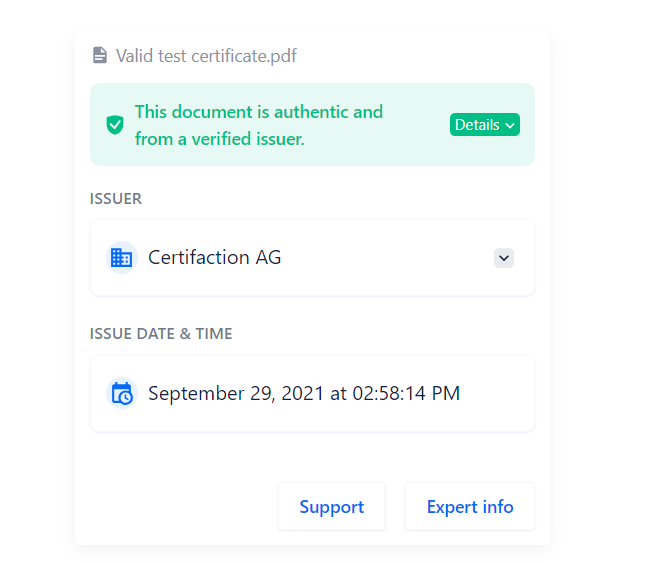 Valid test certificate.pdf
This document is authentic and
from a verified issuer.
Details
ISSUER
Certifaction AG
ISSUE DATE & TIME
September 29, 2021 at 02:58:14 PM
Support
Expert info